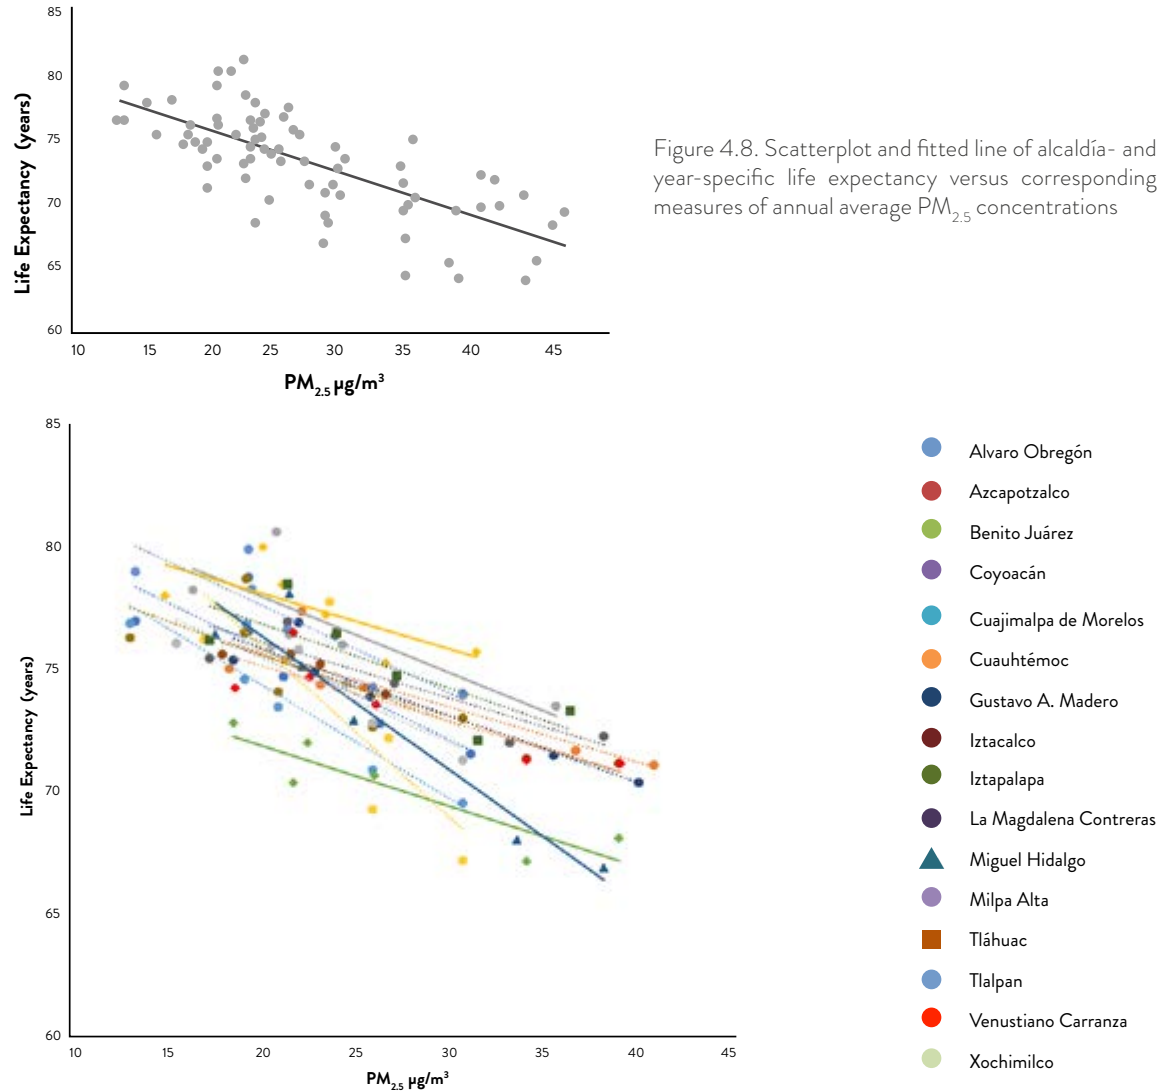 85
80
75
70
65
60
Life Expectancy (years)
10 15 20 25 30 35 40 45
PM2.5 µg/m³
Figure 4.8. Scatterplot and fitted line of alcaldía- and
year-specific life expectancy versus corresponding
measures of annual average PM2.5 concentrations
85
80
75
70
65
60
Life Expectancy (years)
10 15 20 25 30 35 40 45
PM2.5 µg/m³
Alvaro Obregón
Azcapotzalco
Benito Juárez
Coyoacán
Cuajimalpa de Morelos
Cuauhtémoc
Gustavo A. Madero
Iztacalco
Iztapalapa
La Magdalena Contreras
Miguel Hidalgo
Milpa Alta
Tláhuac
Tlalpan
Venustiano Carranza
Xochimilco